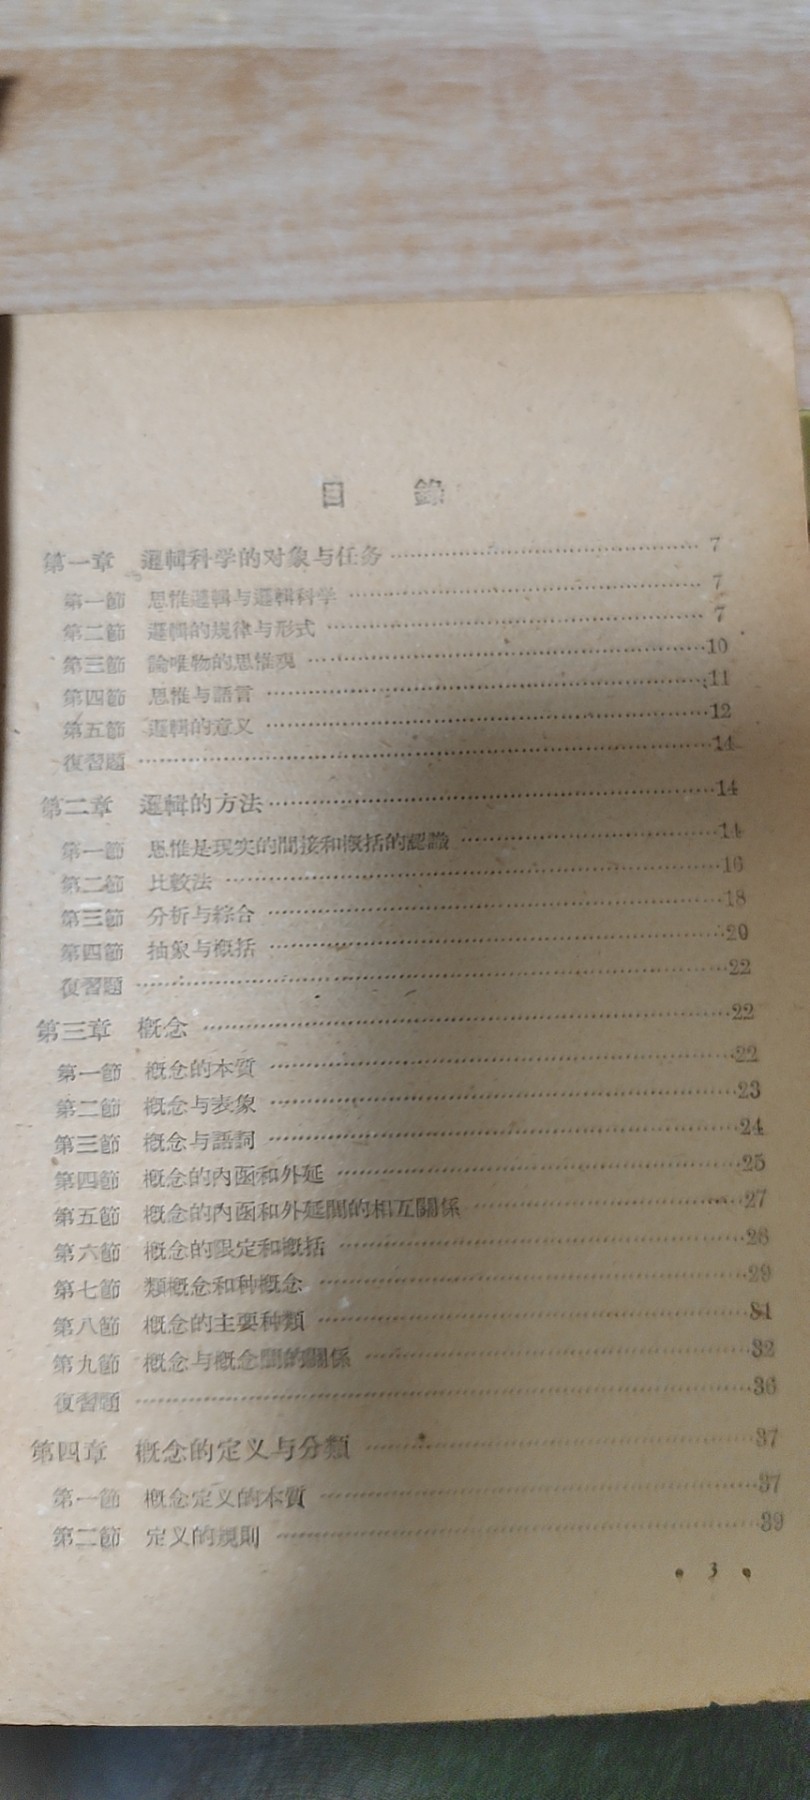 目 錄
第一章 邏輯科学的对象与任务 7
第一節 思惟邏輯与邏輯科学 7
第二節 邏輯的規律与形式 7
第三節 論唯物的思惟观 10
第四節 思惟与語言 11
第五節 邏輯的意义 12
復習題 14
第二章 邏輯的方法 14
第一節 思惟是現实的間接和概括的認識 14
第二節 比較法 16
第三節 分析与綜合 18
第四節 抽象与概括 20
復習題 22
第三章 概念 22
第一節 概念的本質 22
第二節 概念与表象 23
第三節 概念与語詞 24
第四節 概念的內函和外延 25
第五節 概念的內函和外延間的相互關係 27
第六節 概念的限定和概括 28
第七節 類概念和种概念 29
第八節 概念的主要种類 31
第九節 概念与概念間的關係 32
復習題 36
第四章 概念的定义与分類 37
第一節 概念定义的本質 37
第二節 定义的規則 39
• 3 •